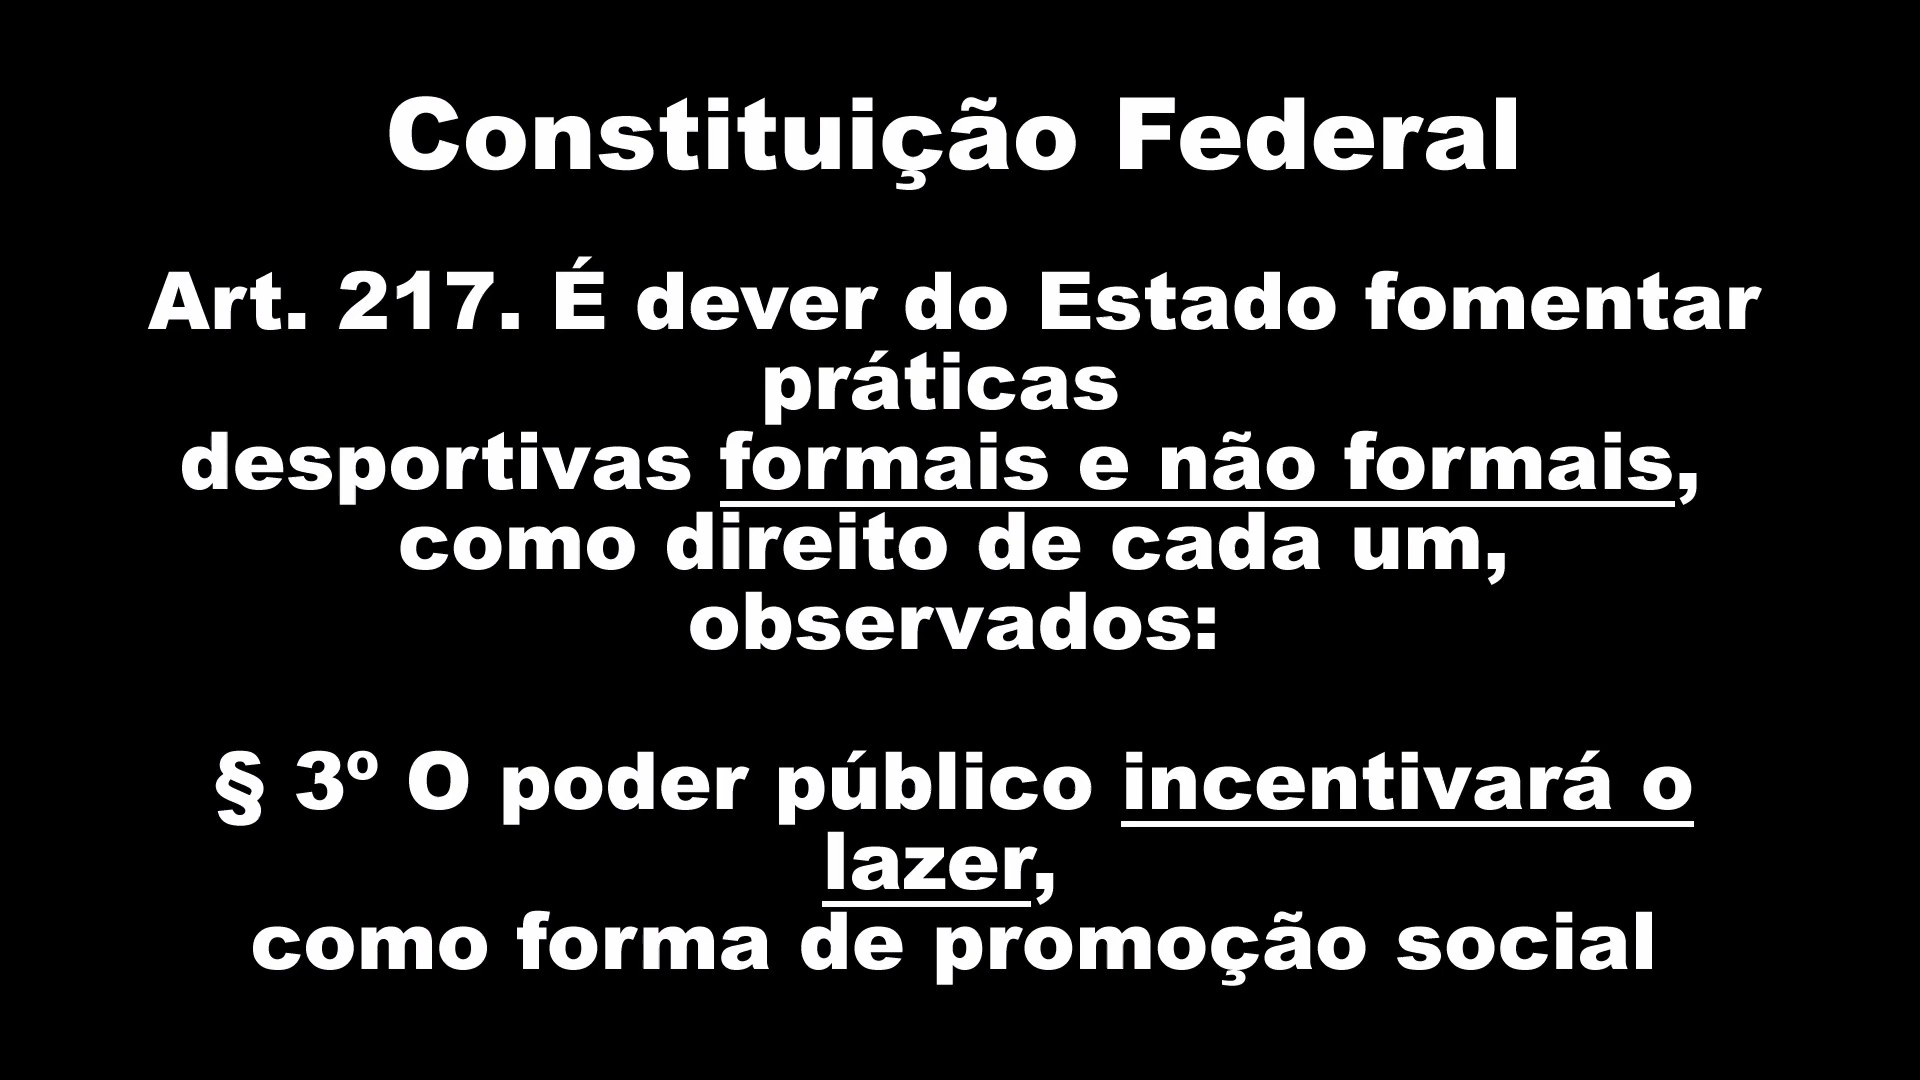 Constituição Federal
Art. 217. É dever do Estado fomentar
práticas
desportivas formais e não formais,
como direito de cada um,
observados:
§ 3º O poder público incentivará o
lazer,
como forma de promoção social